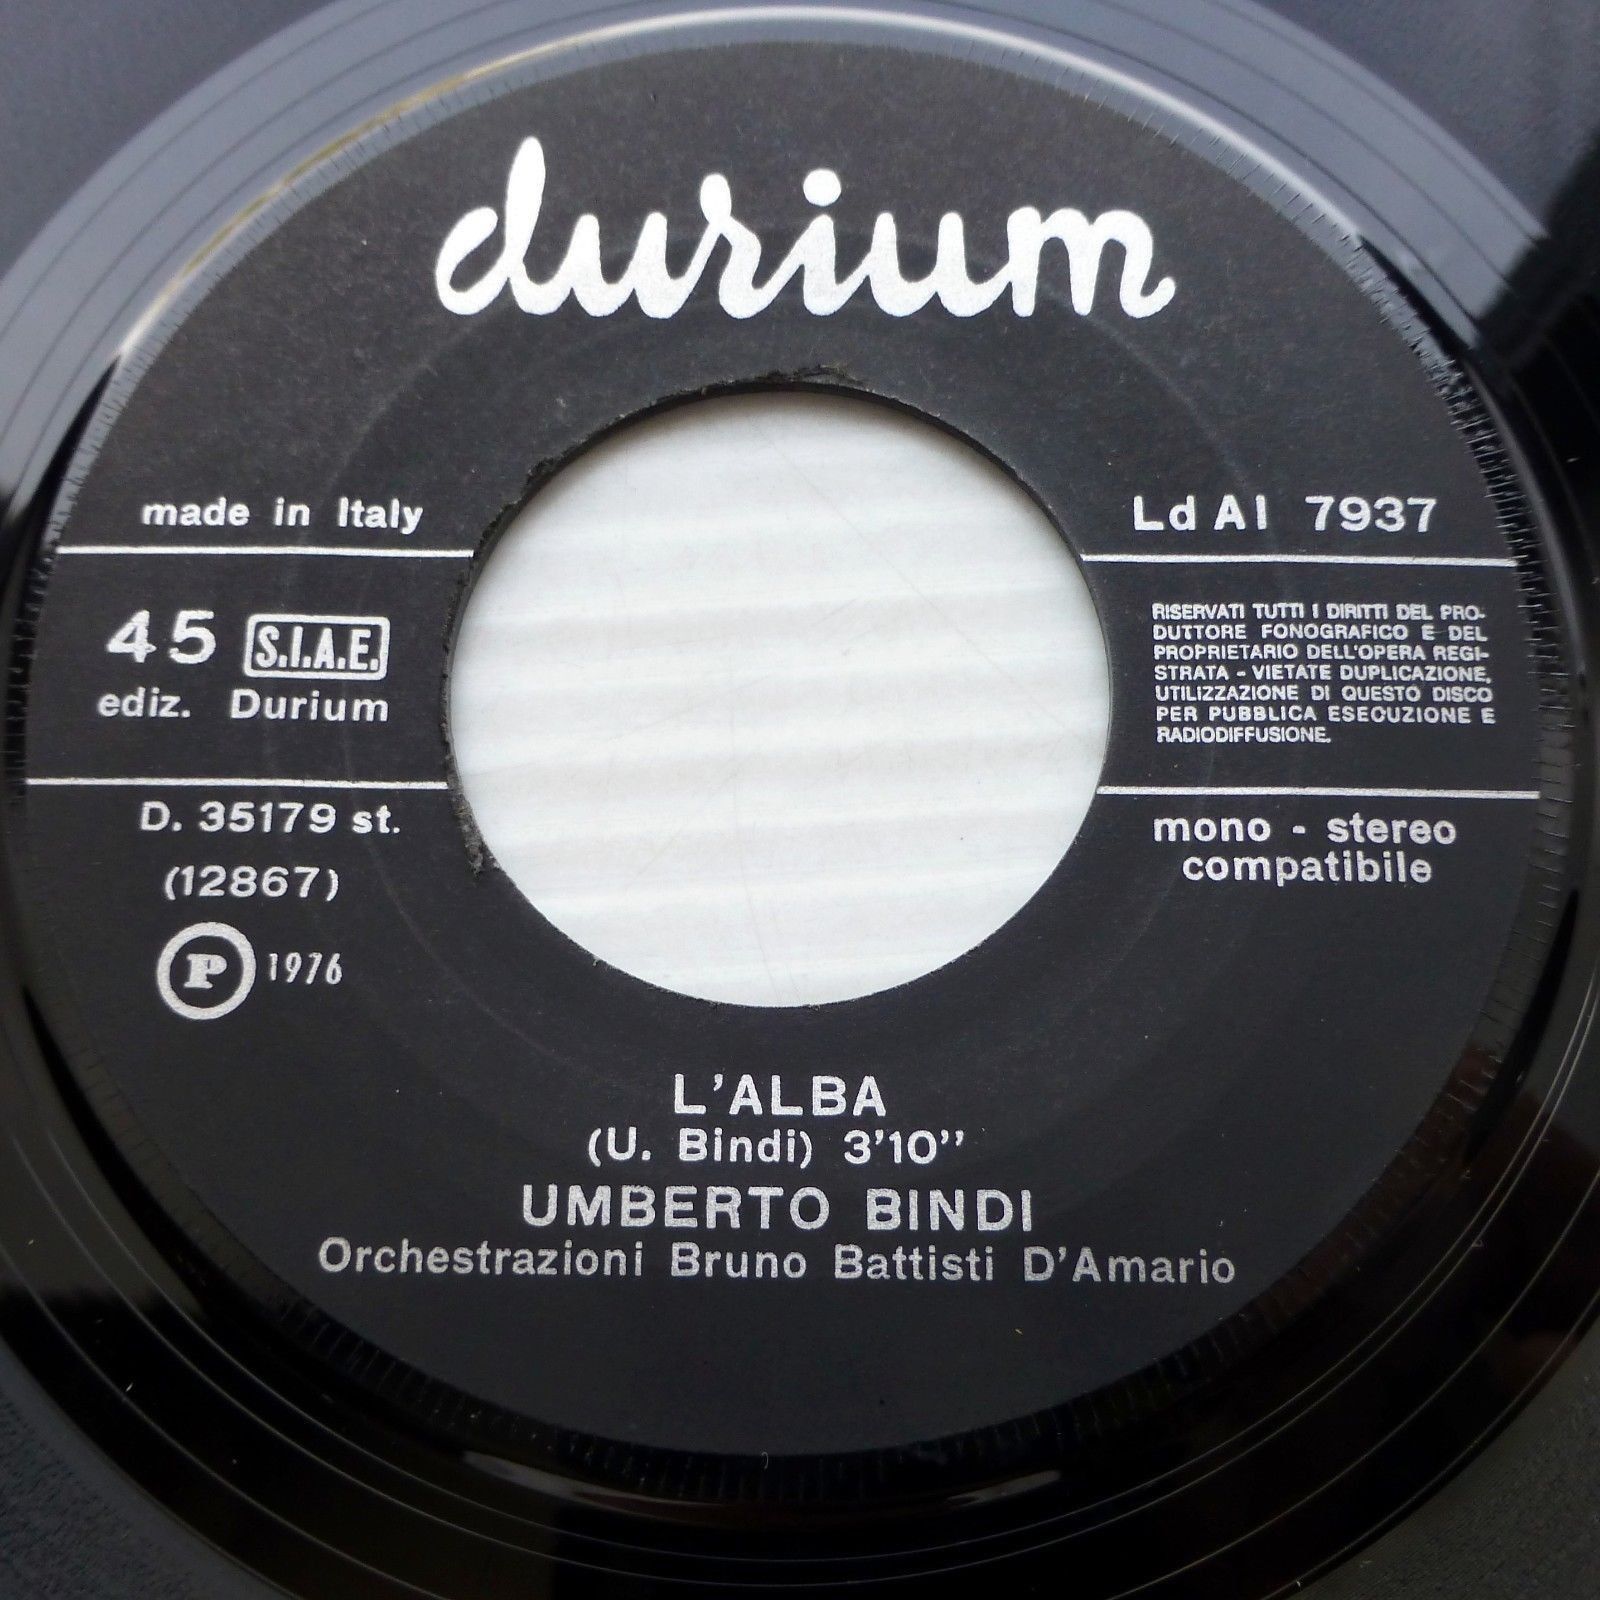 durium
made in Italy
Ld AI 7937
45 S.I.A.E.
ediz. Durium
RISERVATI TUTTI I DIRITTI DEL PRO-
DUTTORE FONOGRAFICO E DEL
PROPRIETARIO DELL'OPERA REGI-
STRATA - VIETATE DUPLICAZIONE,
UTILIZZAZIONE DI QUESTO DISCO
PER PUBBLICA ESECUZIONE E
RADIODIFFUSIONE.
D. 35179 st.
(12867)
P 1976
mono - stereo
compatibile
L'ALBA
(U. Bindi) 3'10''
UMBERTO BINDI
Orchestrazioni Bruno Battisti D'Amario